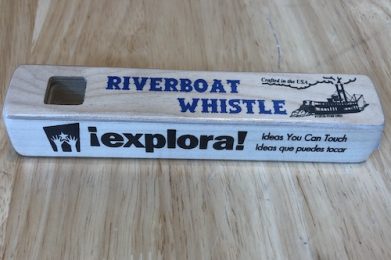 RIVERBOAT
WHISTLE
Crafted in the U.S.A.
¡explora!
Ideas You Can Touch
Ideas que puedes tocar